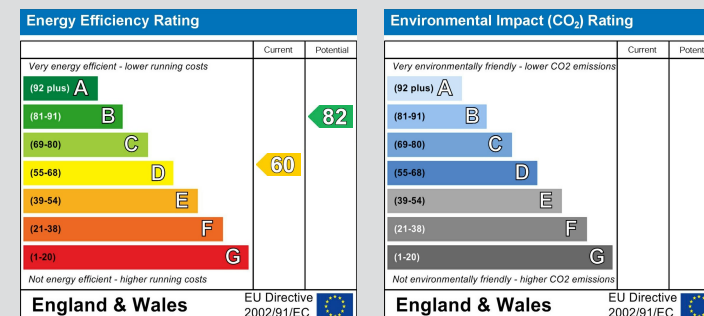 Energy Efficiency Rating
Current
Potential
Very energy efficient - lower running costs
(92 plus) A
(81-91) B
82
(69-80) C
(55-68) D
60
(39-54) E
(21-38) F
(1-20) G
Not energy efficient - higher running costs
England & Wales
EU Directive
2002/91/EC
Environmental Impact (CO₂) Rating
Current
Potent
Very environmentally friendly - lower CO2 emissions
(92 plus) A
(81-91) B
(69-80) C
(55-68) D
(39-54) E
(21-38) F
(1-20) G
Not environmentally friendly - higher CO2 emissions
England & Wales
EU Directive
2002/91/EC